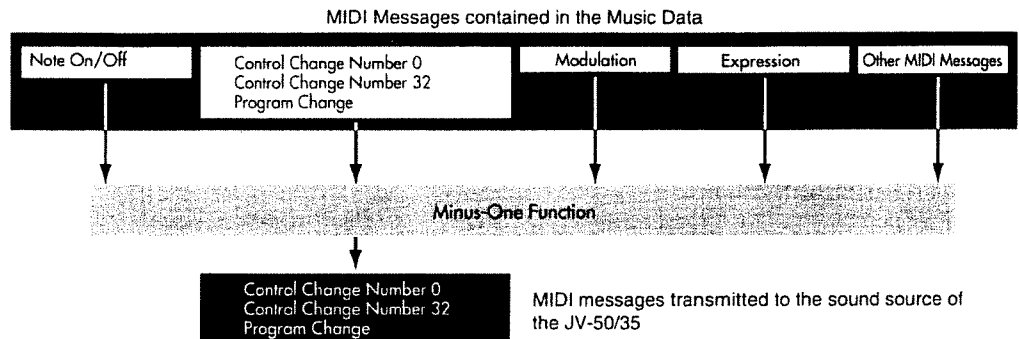 MIDI Messages contained in the Music Data
Note On/Off
Control Change Number 0
Control Change Number 32
Program Change
Modulation
Expression
Other MIDI Messages
Minus-One Function
Control Change Number 0
Control Change Number 32
Program Change
MIDI messages transmitted to the sound source of
the JV-50/35